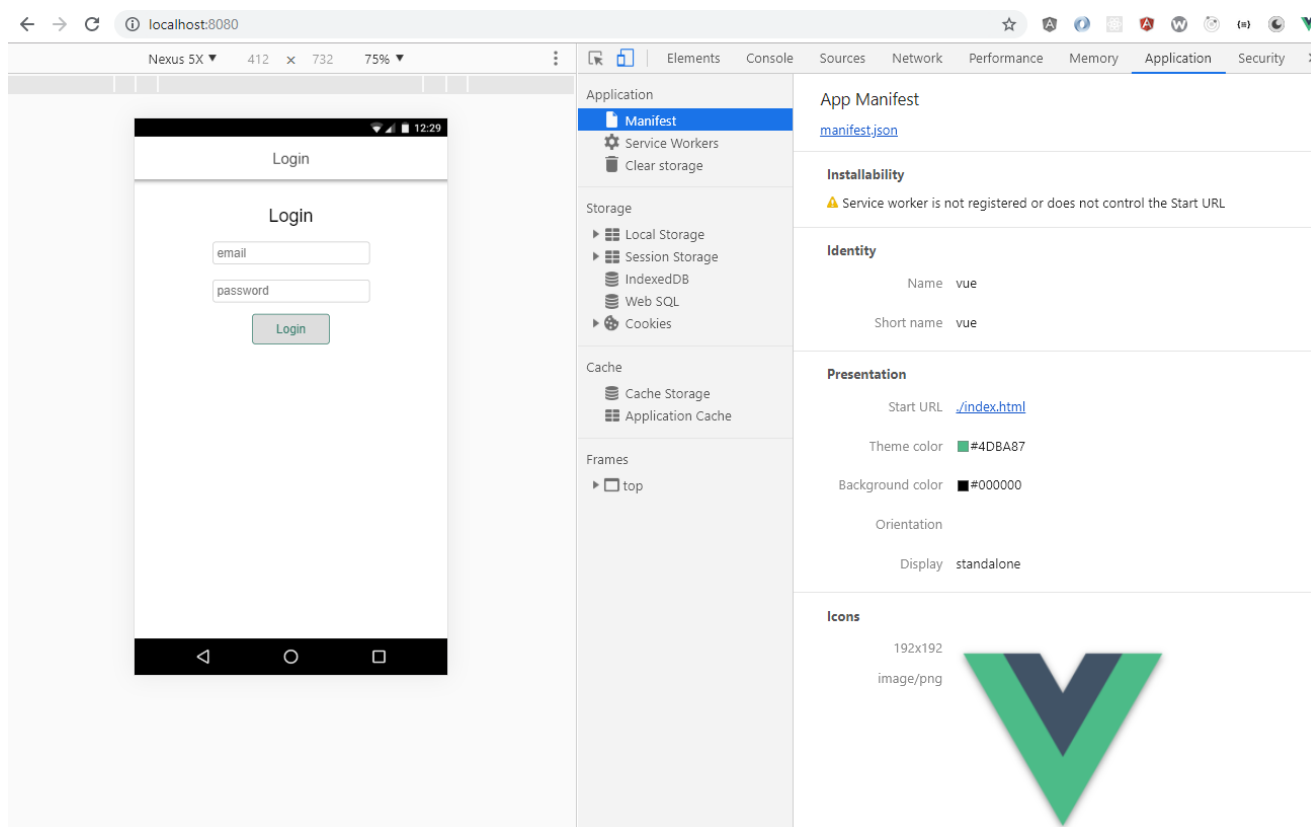 localhost:8080
Nexus 5X ▼ 412 × 732 75% ▼
Elements Console Sources Network Performance Memory Application Security
12:29
Login
Login
email
password
Login
Application
Manifest
Service Workers
Clear storage
Storage
Local Storage
Session Storage
IndexedDB
Web SQL
Cookies
Cache
Cache Storage
Application Cache
Frames
top
App Manifest
manifest.json
Installability
Service worker is not registered or does not control the Start URL
Identity
Name vue
Short name vue
Presentation
Start URL ./index.html
Theme color #4DBA87
Background color #000000
Orientation
Display standalone
Icons
192x192
image/png